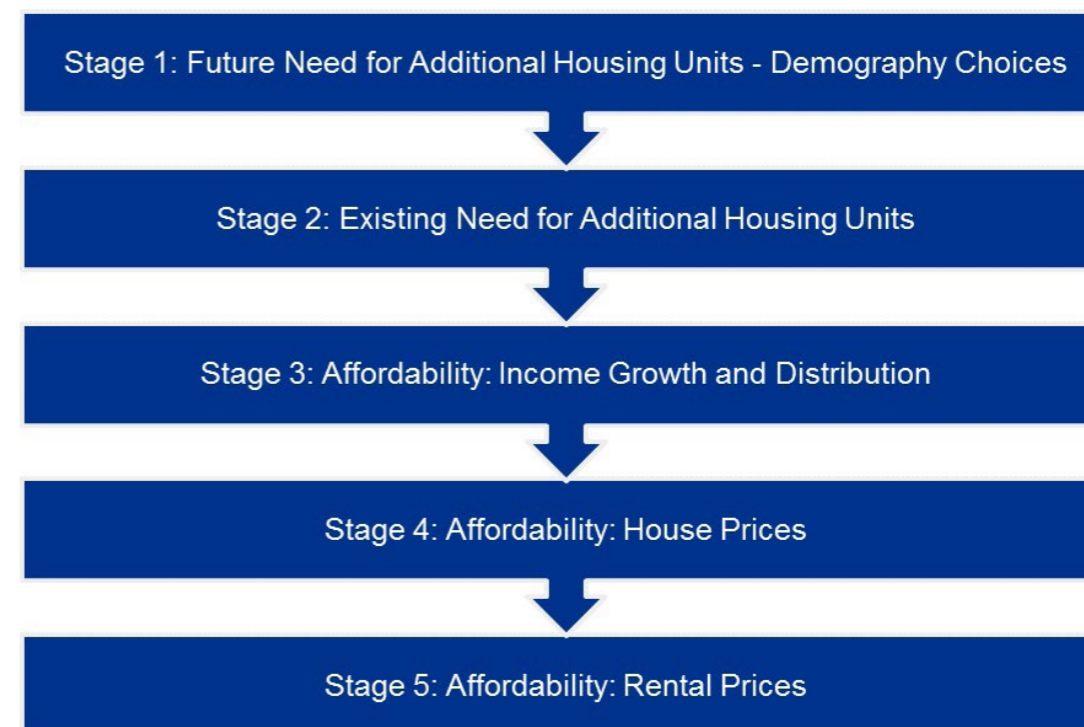 Stage 1: Future Need for Additional Housing Units - Demography Choices
Stage 2: Existing Need for Additional Housing Units
Stage 3: Affordability: Income Growth and Distribution
Stage 4: Affordability: House Prices
Stage 5: Affordability: Rental Prices